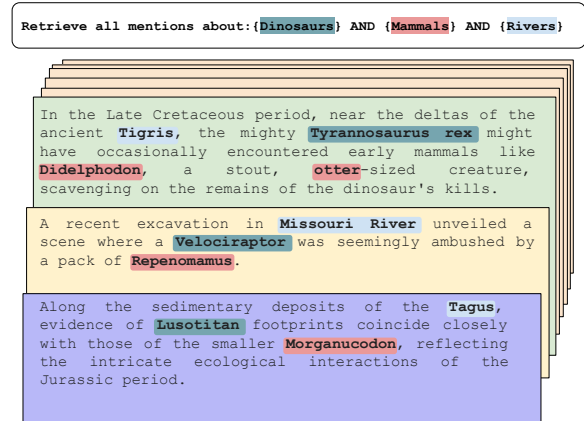 Retrieve all mentions about:{Dinosaurs} AND {Mammals} AND {Rivers}
In the Late Cretaceous period, near the deltas of the
ancient Tigris, the mighty Tyrannosaurus rex might
have occasionally encountered early mammals like
Didelphodon, a stout, otter-sized creature,
scavenging on the remains of the dinosaur's kills.
A recent excavation in Missouri River unveiled a
scene where a Velociraptor was seemingly ambushed by
a pack of Repenomamus.
Along the sedimentary deposits of the Tagus,
evidence of Lusotitan footprints coincide closely
with those of the smaller Morganucodon, reflecting
the intricate ecological interactions of the
Jurassic period.